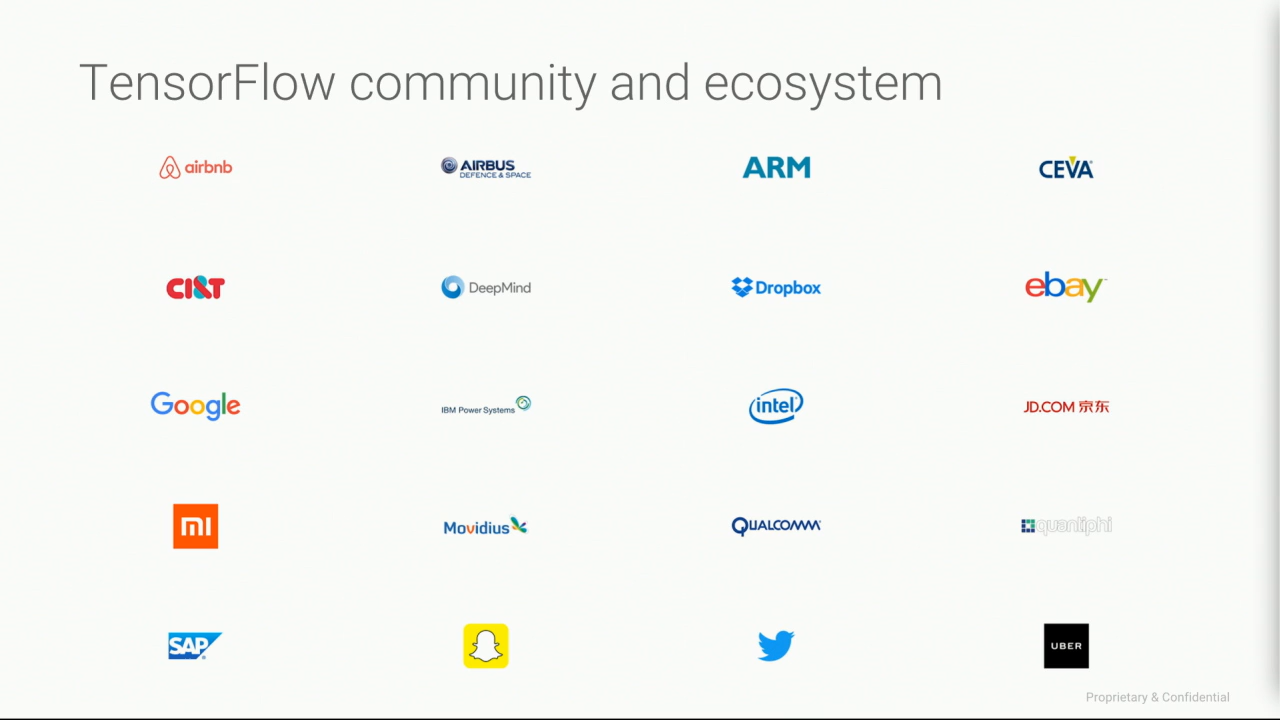 TensorFlow community and ecosystem
airbnb
AIRBUS
DEFENCE & SPACE
ARM
CEVA
CI&T
DeepMind
Dropbox
ebay™
Google
IBM Power Systems
intel
JD.COM 京东
mi
Movidius
QUALCOMM®
quantiphi
SAP®
UBER
Proprietary & Confidential